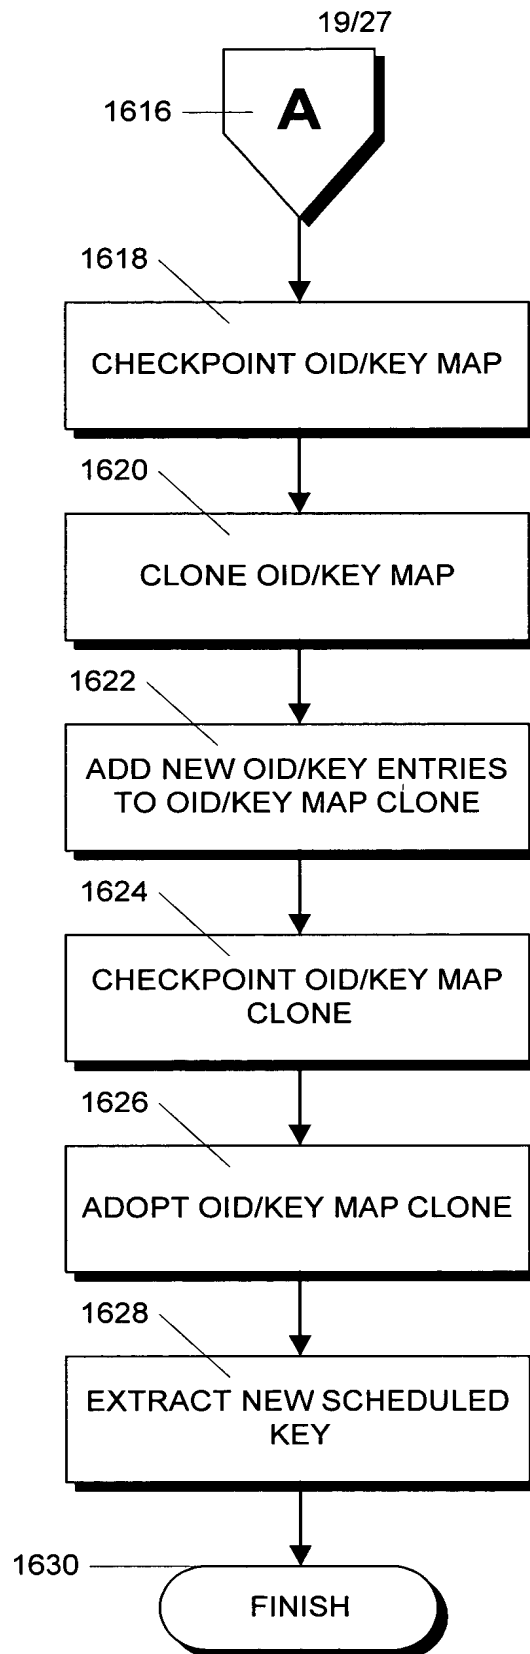 19/27
1616
A
1618
CHECKPOINT OID/KEY MAP
1620
CLONE OID/KEY MAP
1622
ADD NEW OID/KEY ENTRIES
TO OID/KEY MAP CLONE
1624
CHECKPOINT OID/KEY MAP
CLONE
1626
ADOPT OID/KEY MAP CLONE
1628
EXTRACT NEW SCHEDULED
KEY
1630
FINISH